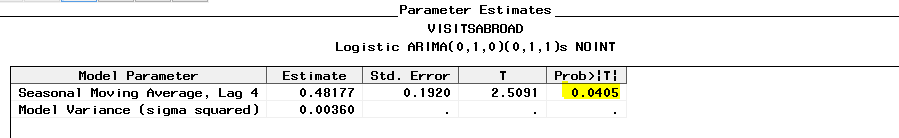 Parameter Estimates
VISITSABROAD
Logistic ARIMA(0,1,0)(0,1,1)s NOINT
Model Parameter Estimate Std. Error T Prob>|T|
Seasonal Moving Average, Lag 4 0.48177 0.1920 2.5091 0.0405
Model Variance (sigma squared) 0.00360 . . .